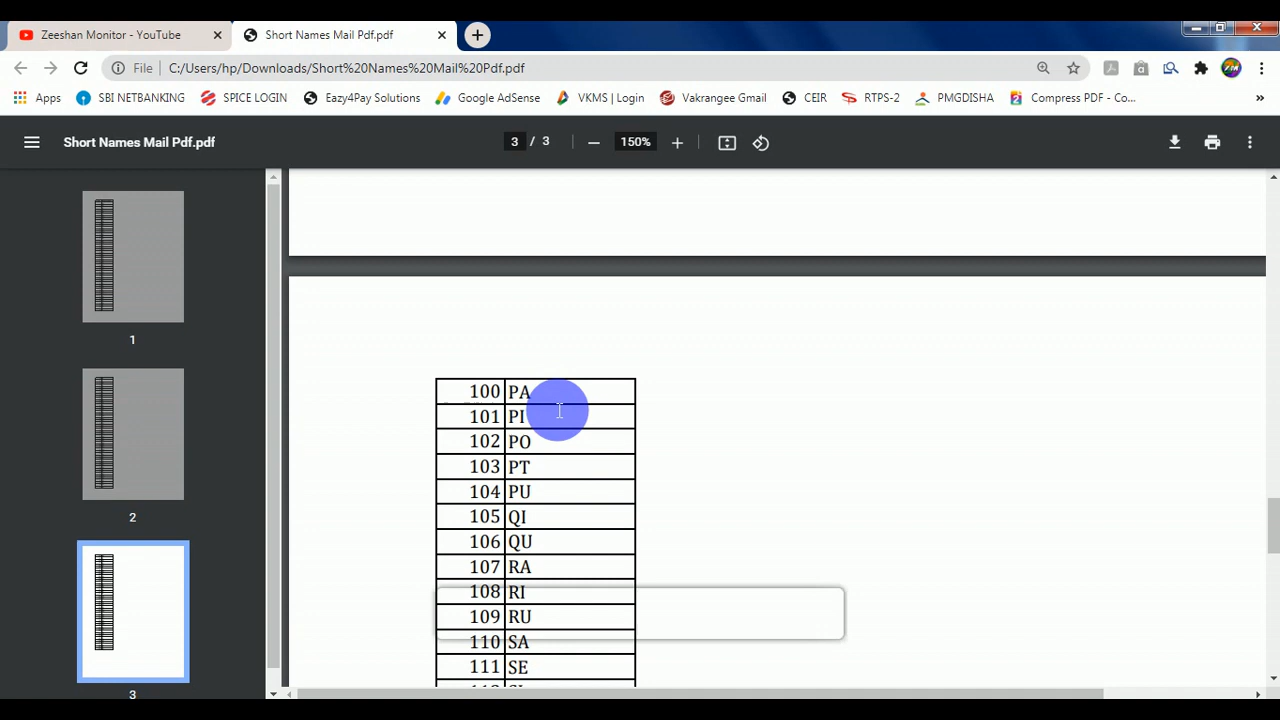 Zeeshan Monitor - YouTube
Short Names Mail Pdf.pdf
File
C:/Users/hp/Downloads/Short%20Names%20Mail%20Pdf.pdf
Apps
SBI NETBANKING
SPICE LOGIN
Eazy4Pay Solutions
Google AdSense
VKMS | Login
Vakrangee Gmail
CEIR
RTPS-2
PMGDISHA
Compress PDF - Co...
»
Short Names Mail Pdf.pdf
3 / 3
150%
1
2
3
100 PA
101 PI
102 PO
103 PT
104 PU
105 QI
106 QU
107 RA
108 RI
109 RU
110 SA
111 SE